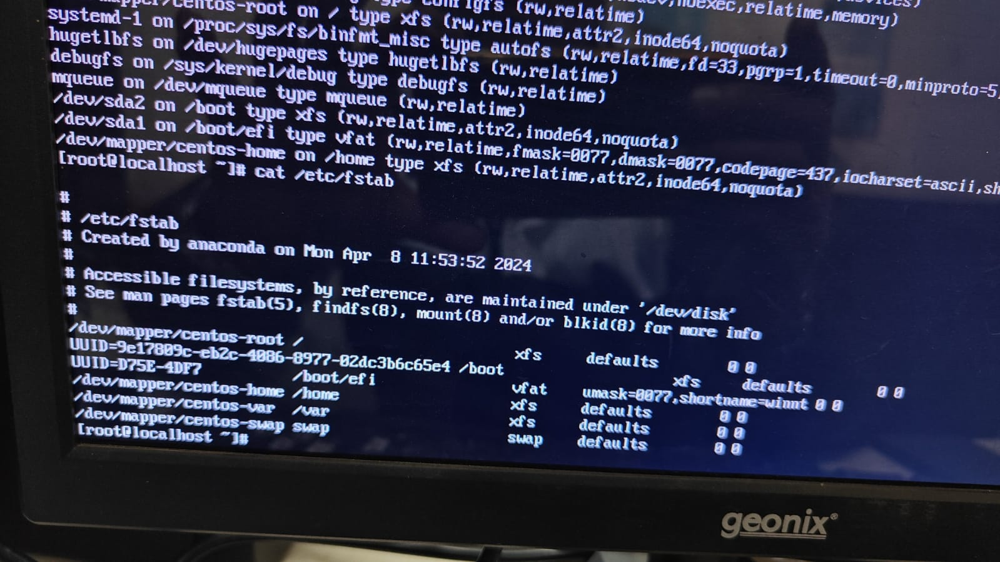 centos-root on / type xfs (rw,relatime,attr2,inode64,noquota)
systemd-1 on /proc/sys/fs/binfmt_misc type autofs (rw,relatime,fd=33,pgrp=1,timeout=0,minproto=5,
hugetlbfs on /dev/hugepages type hugetlbfs (rw,relatime)
debugfs on /sys/kernel/debug type debugfs (rw,relatime)
mqueue on /dev/mqueue type mqueue (rw,relatime)
/dev/sda2 on /boot type xfs (rw,relatime,attr2,inode64,noquota)
/dev/sda1 on /boot/efi type vfat (rw,relatime,fmask=0077,dmask=0077,codepage=437,iocharset=ascii,sh
/dev/mapper/centos-home on /home type xfs (rw,relatime,attr2,inode64,noquota)
[root@localhost ~]# cat /etc/fstab
#
# /etc/fstab
# Created by anaconda on Mon Apr  8 11:53:52 2024
#
# Accessible filesystems, by reference, are maintained under '/dev/disk'
# See man pages fstab(5), findfs(8), mount(8) and/or blkid(8) for more info
#
/dev/mapper/centos-root / xfs defaults 0 0
UUID=9e17809c-eb2c-4086-8977-02dc3b6c65e4 /boot xfs defaults 0 0
UUID=D75E-4DF7 /boot/efi vfat umask=0077,shortname=winnt 0 0
/dev/mapper/centos-home /home xfs defaults 0 0
/dev/mapper/centos-var /var xfs defaults 0 0
/dev/mapper/centos-swap swap swap defaults 0 0
[root@localhost ~]#
geonix®